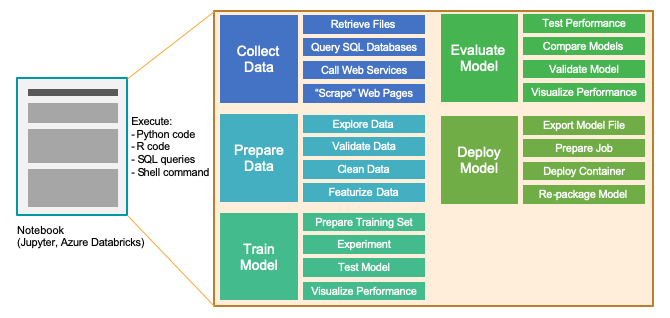 Notebook
(Jupyter, Azure Databricks)
Execute:
- Python code
- R code
- SQL queries
- Shell command
Collect
Data
Retrieve Files
Query SQL Databases
Call Web Services
“Scrape” Web Pages
Prepare
Data
Explore Data
Validate Data
Clean Data
Featurize Data
Train
Model
Prepare Training Set
Experiment
Test Model
Visualize Performance
Evaluate
Model
Test Performance
Compare Models
Validate Model
Visualize Performance
Deploy
Model
Export Model File
Prepare Job
Deploy Container
Re-package Model